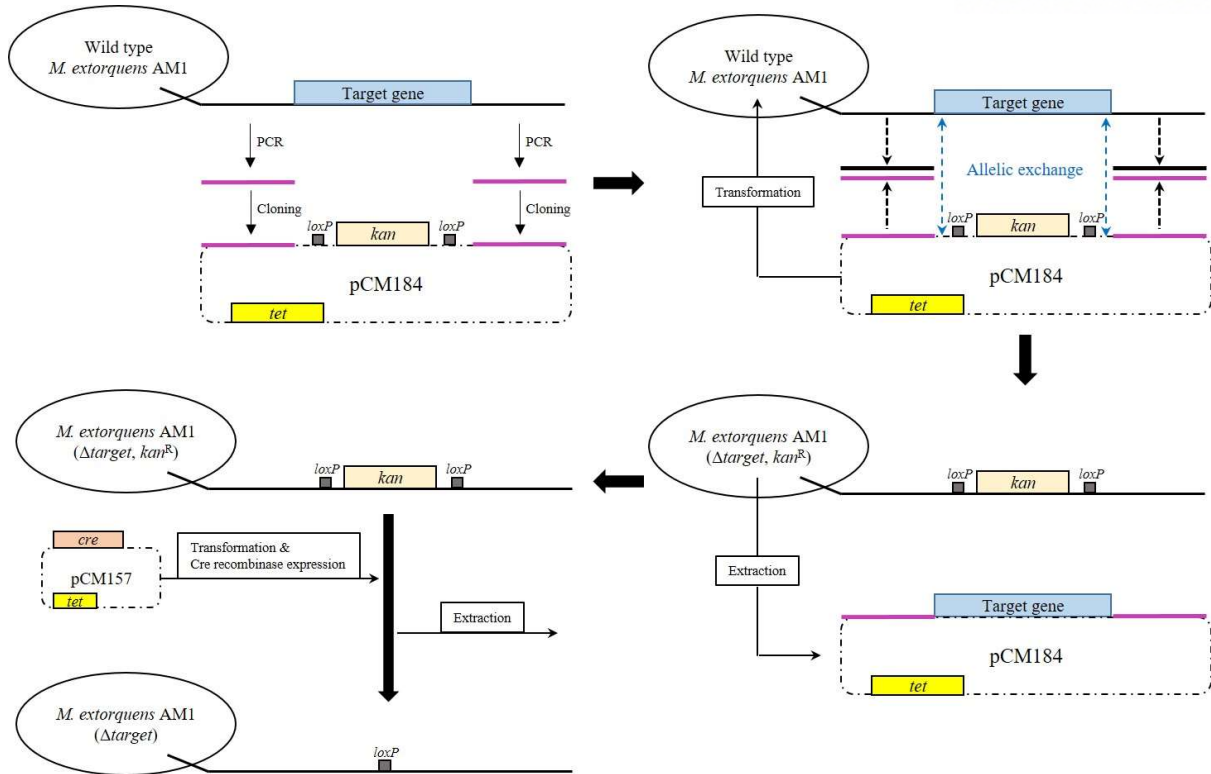 Wild type
M. extorquens AM1
Target gene
PCR
PCR
Cloning
Cloning
loxP
kan
loxP
pCM184
tet
Wild type
M. extorquens AM1
Target gene
Allelic exchange
Transformation
loxP
kan
loxP
pCM184
tet
M. extorquens AM1
(Δtarget, kanᴿ)
loxP
kan
loxP
Extraction
Target gene
pCM184
tet
M. extorquens AM1
(Δtarget, kanᴿ)
loxP
kan
loxP
cre
pCM157
tet
Transformation &
Cre recombinase expression
Extraction
M. extorquens AM1
(Δtarget)
loxP